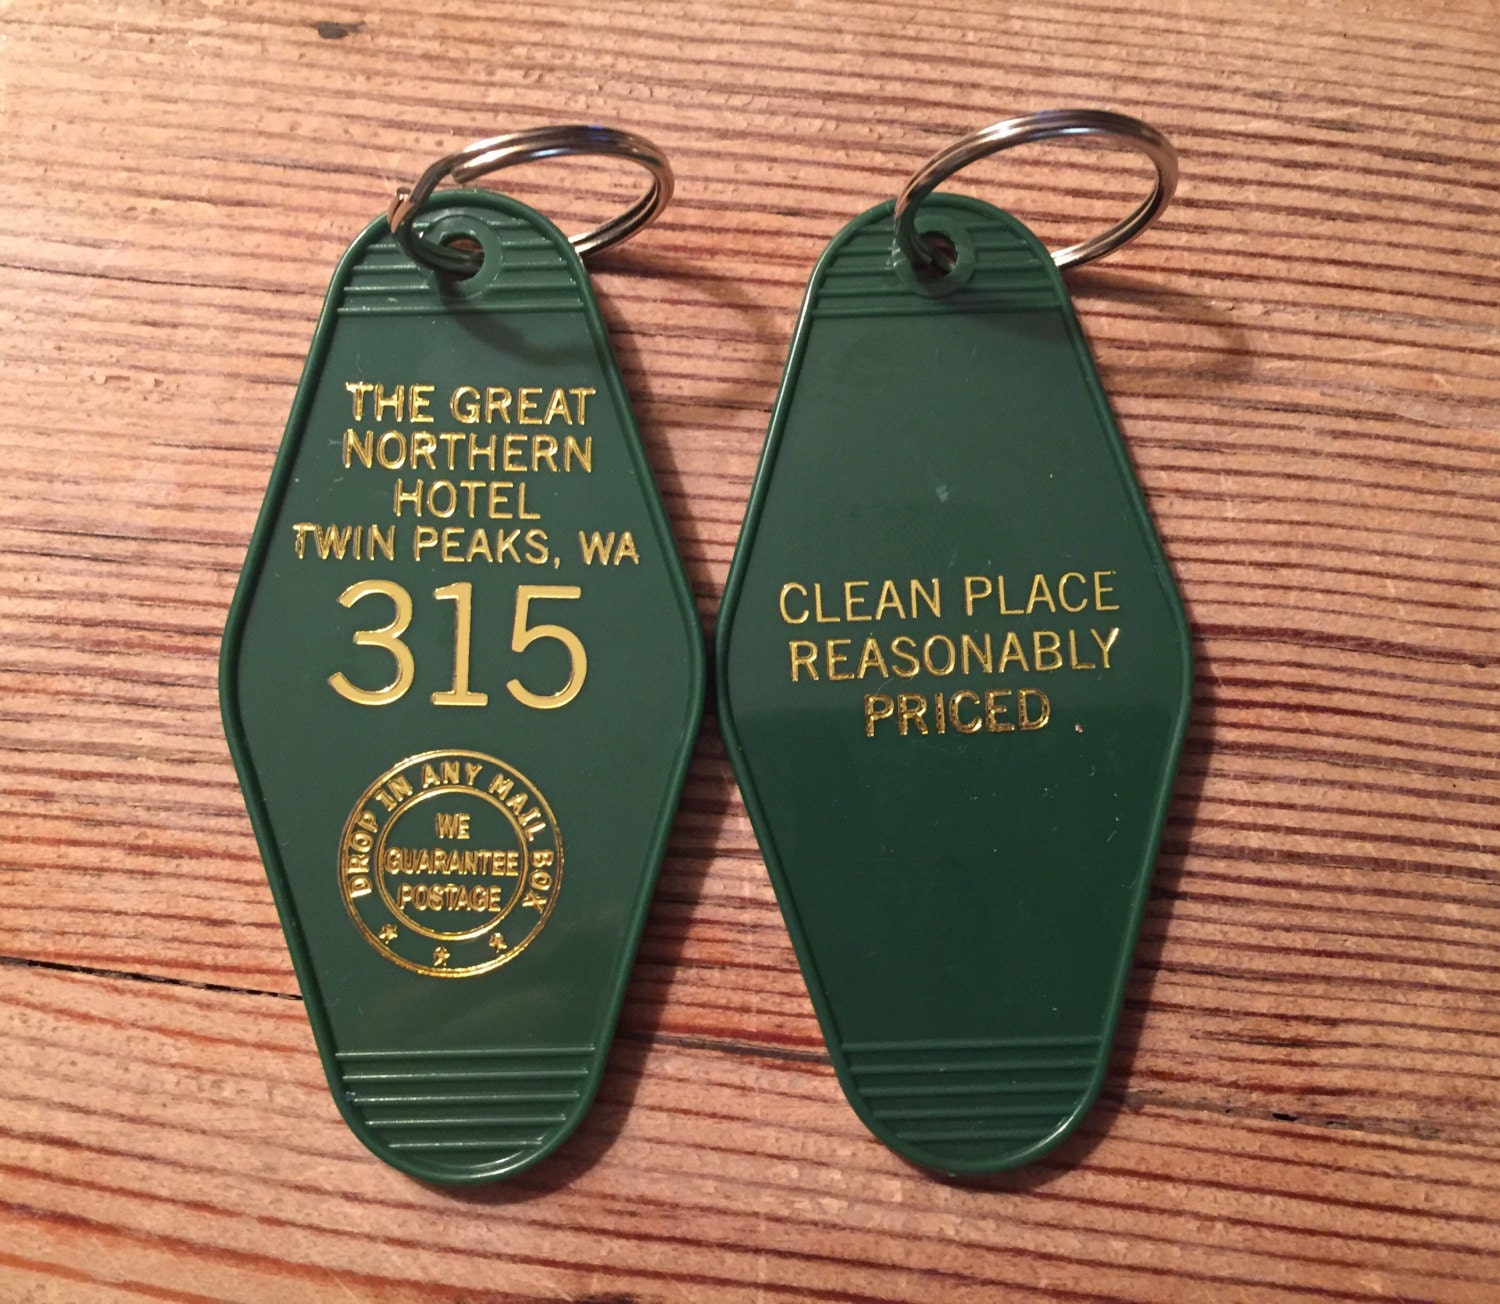 THE GREAT
NORTHERN
HOTEL
TWIN PEAKS, WA
315
DROP IN ANY MAIL BOX
WE
GUARANTEE
POSTAGE
CLEAN PLACE
REASONABLY
PRICED